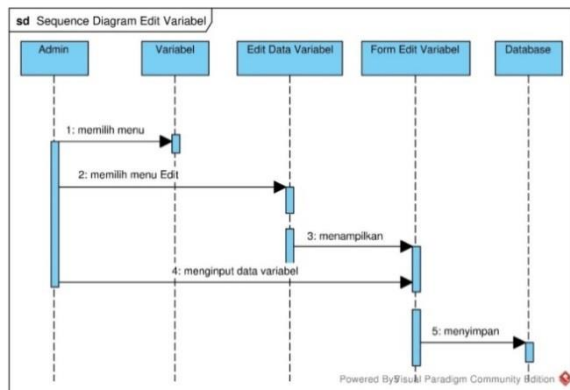 sd Sequence Diagram Edit Variabel
Admin
Variabel
Edit Data Variabel
Form Edit Variabel
Database
1: memilih menu
2: memilih menu Edit
3: menampilkan
4: menginput data variabel
5: menyimpan
Powered By Visual Paradigm Community Edition